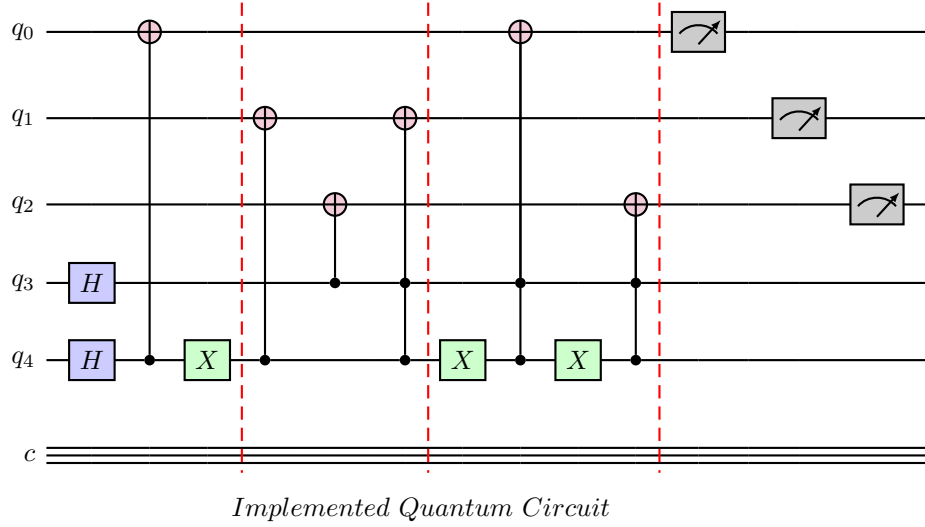 q₀
q₁
q₂
q₃ H
q₄ H X X X
c
Implemented Quantum Circuit